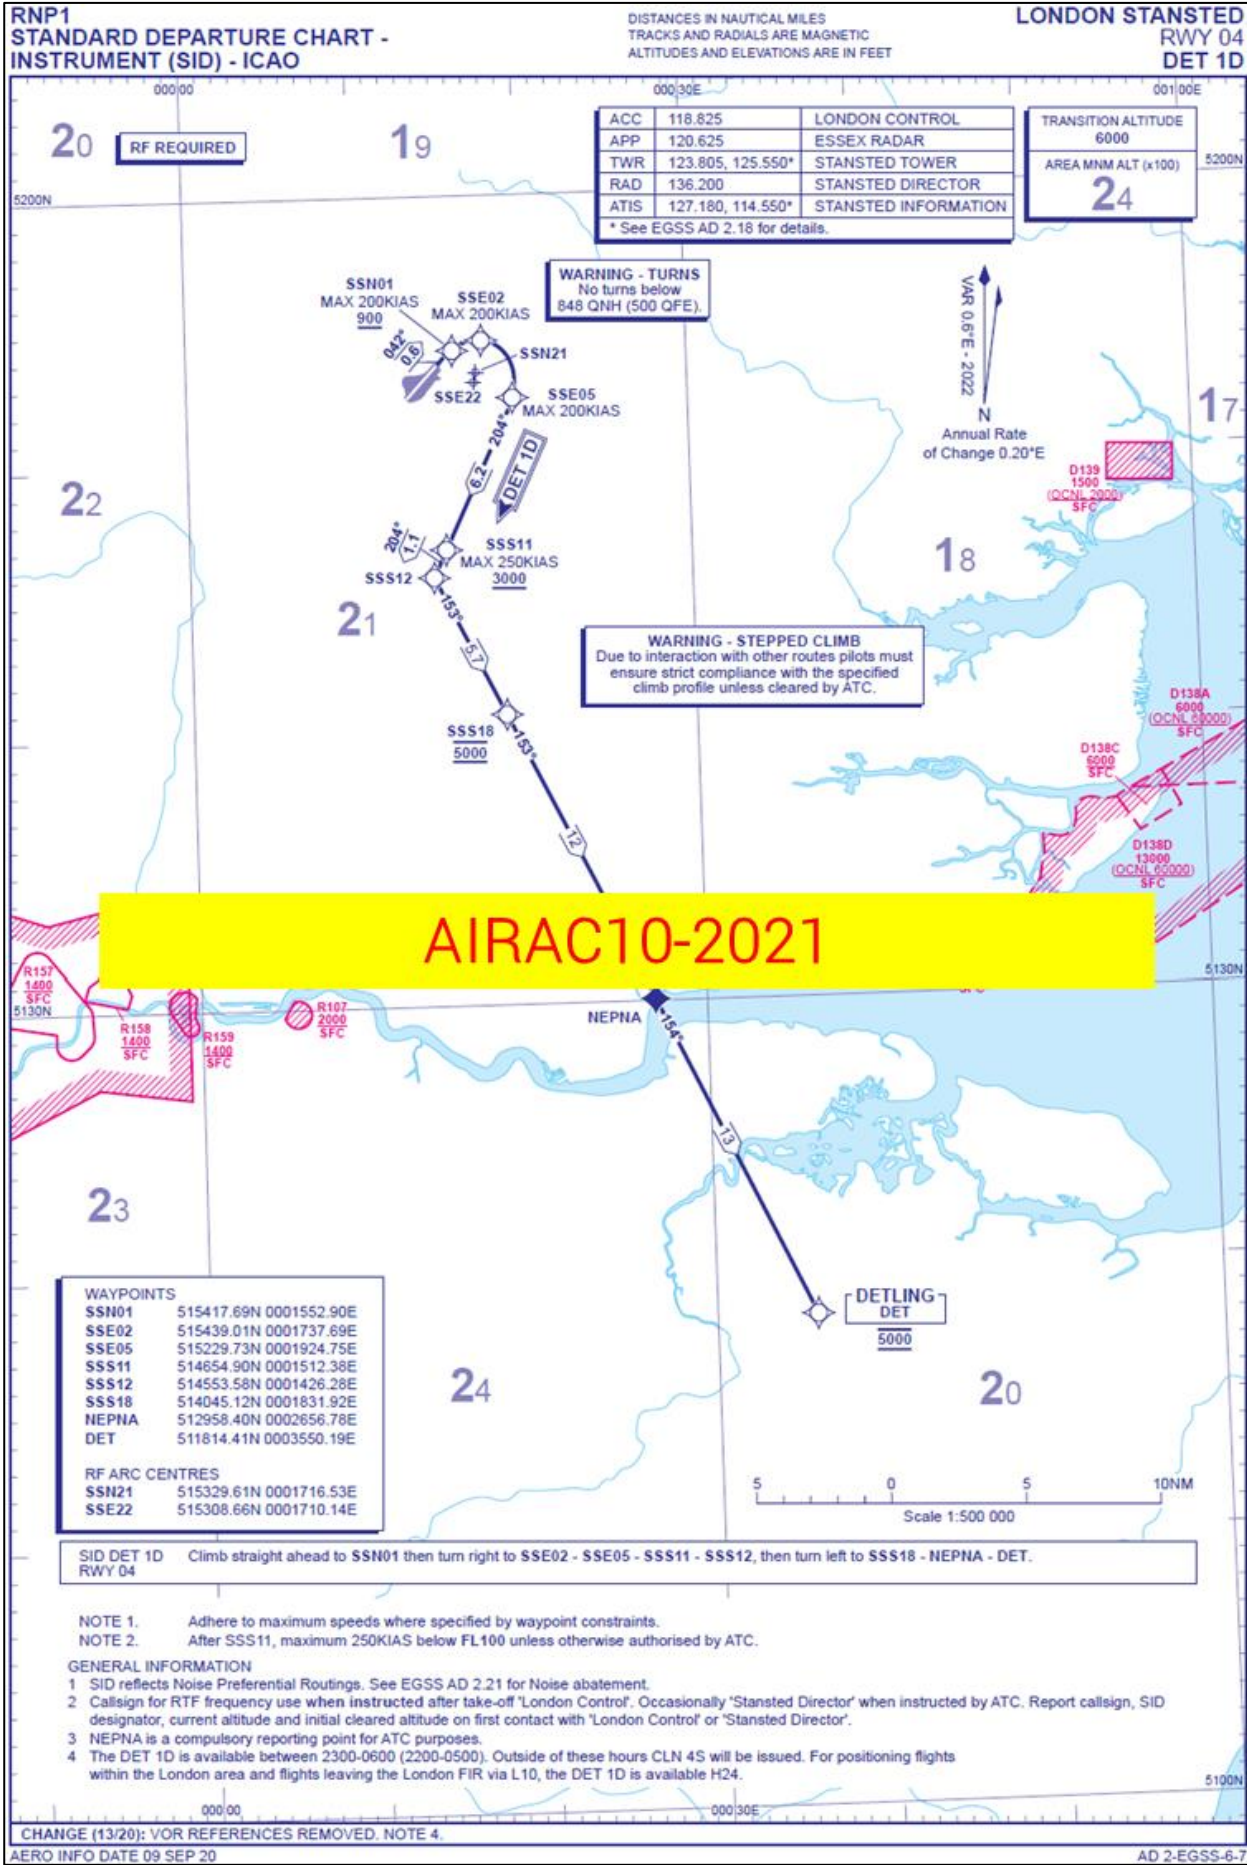 RNP1
STANDARD DEPARTURE CHART -
INSTRUMENT (SID) - ICAO
DISTANCES IN NAUTICAL MILES
TRACKS AND RADIALS ARE MAGNETIC
ALTITUDES AND ELEVATIONS ARE IN FEET
LONDON STANSTED
RWY 04
DET 1D
000 00
000 30E
001 00E
20
RF REQUIRED
19
ACC 118.825 LONDON CONTROL
APP 120.625 ESSEX RADAR
TWR 123.805, 125.550* STANSTED TOWER
RAD 136.200 STANSTED DIRECTOR
ATIS 127.180, 114.550* STANSTED INFORMATION
* See EGSS AD 2.18 for details.
TRANSITION ALTITUDE
6000
AREA MNM ALT (x100)
24
5200N
5200N
WARNING - TURNS
No turns below
848 QNH (500 QFE).
SSN01
MAX 200KIAS
900
SSE02
MAX 200KIAS
042°
0.6
SSN21
SSE22
SSE05
MAX 200KIAS
VAR 0.6°E - 2022
N
Annual Rate
of Change 0.20°E
17
D139
1500
(OCNL 2000)
SFC
204°
6.2
DET 1D
22
204°
1.1
SSS11
MAX 250KIAS
3000
SSS12
18
21
153°
5.7
WARNING - STEPPED CLIMB
Due to interaction with other routes pilots must
ensure strict compliance with the specified
climb profile unless cleared by ATC.
SSS18
5000
153°
12
D138A
6000
(OCNL 60000)
SFC
D138C
6000
SFC
D138D
13000
(OCNL 60000)
SFC
AIRAC10-2021
R157
1400
SFC
5130N
5130N
R158
1400
SFC
R159
1400
SFC
R107
2000
SFC
SFC
NEPNA
154°
13
23
DETLING
DET
5000
24
20
WAYPOINTS
SSN01 515417.69N 0001552.90E
SSE02 515439.01N 0001737.69E
SSE05 515229.73N 0001924.75E
SSS11 514654.90N 0001512.38E
SSS12 514553.58N 0001426.28E
SSS18 514045.12N 0001831.92E
NEPNA 512958.40N 0002656.78E
DET 511814.41N 0003550.19E
RF ARC CENTRES
SSN21 515329.61N 0001716.53E
SSE22 515308.66N 0001710.14E
5 0 5 10NM
Scale 1:500 000
SID DET 1D Climb straight ahead to SSN01 then turn right to SSE02 - SSE05 - SSS11 - SSS12, then turn left to SSS18 - NEPNA - DET.
RWY 04
NOTE 1. Adhere to maximum speeds where specified by waypoint constraints.
NOTE 2. After SSS11, maximum 250KIAS below FL100 unless otherwise authorised by ATC.
GENERAL INFORMATION
1 SID reflects Noise Preferential Routings. See EGSS AD 2.21 for Noise abatement.
2 Callsign for RTF frequency use when instructed after take-off 'London Control'. Occasionally 'Stansted Director' when instructed by ATC. Report callsign, SID
designator, current altitude and initial cleared altitude on first contact with 'London Control' or 'Stansted Director'.
3 NEPNA is a compulsory reporting point for ATC purposes.
4 The DET 1D is available between 2300-0600 (2200-0500). Outside of these hours CLN 4S will be issued. For positioning flights
within the London area and flights leaving the London FIR via L10, the DET 1D is available H24.
5100N
000 00
000 30E
CHANGE (13/20): VOR REFERENCES REMOVED. NOTE 4.
AERO INFO DATE 09 SEP 20
AD 2-EGSS-6-7